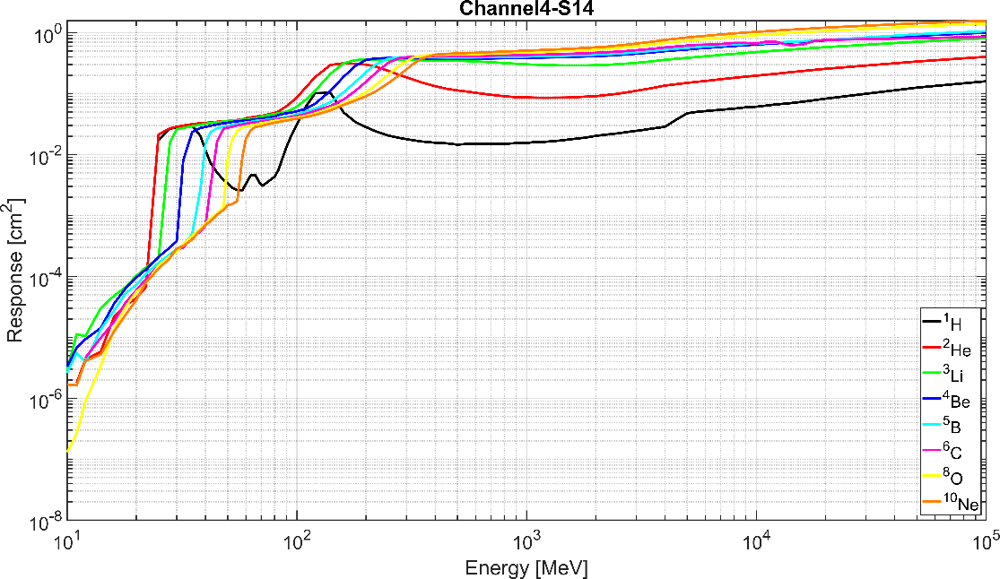 Channel4-S14
Response [cm²]
10⁰
10⁻²
10⁻⁴
10⁻⁶
10⁻⁸
10¹ 10² 10³ 10⁴ 10⁵
Energy [MeV]
¹H
²He
³Li
⁴Be
⁵B
⁶C
⁸O
¹⁰Ne